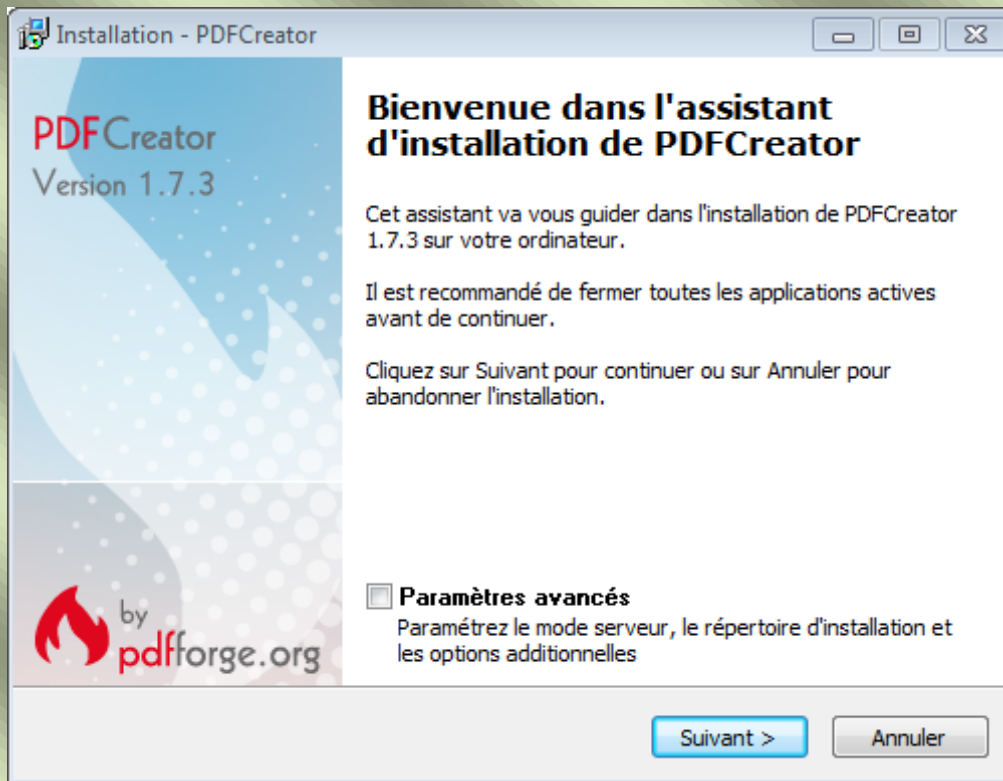 Installation - PDFCreator
PDFCreator
Version 1.7.3
Bienvenue dans l'assistant
d'installation de PDFCreator
Cet assistant va vous guider dans l'installation de PDFCreator
1.7.3 sur votre ordinateur.
Il est recommandé de fermer toutes les applications actives
avant de continuer.
Cliquez sur Suivant pour continuer ou sur Annuler pour
abandonner l'installation.
Paramètres avancés
Paramétrez le mode serveur, le répertoire d'installation et
les options additionnelles
by
pdfforge.org
Suivant >
Annuler